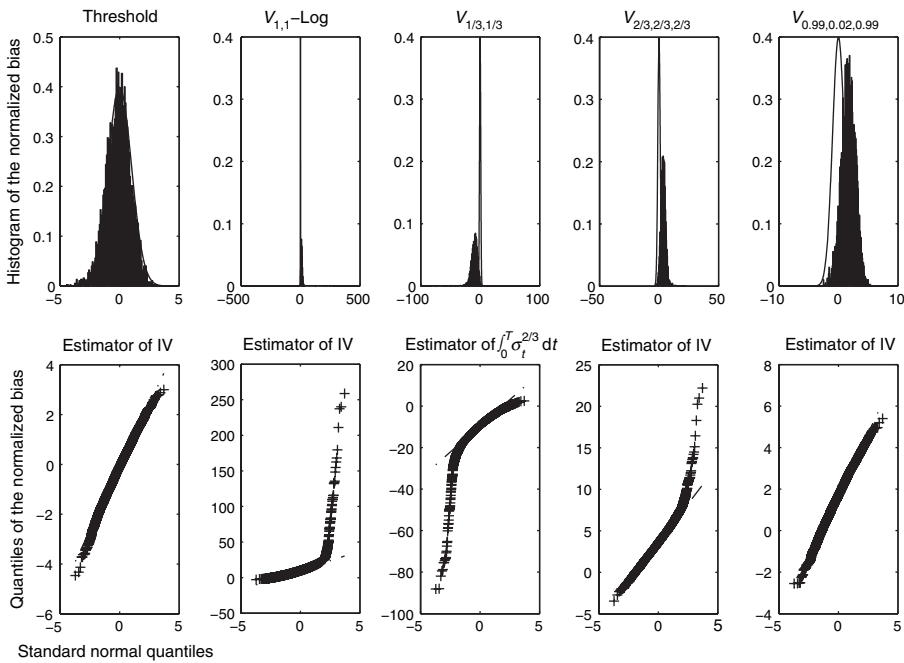 Threshold
V1,1−Log
V1/3,1/3
V2/3,2/3,2/3
V0.99,0.02,0.99
Histogram of the normalized bias
0.5
0.4
0.3
0.2
0.1
0
−5 0 5
0.4
0.3
0.2
0.1
0
−500 0 500
0.4
0.3
0.2
0.1
0
−100 0 100
0.4
0.3
0.2
0.1
0
−50 0 50
0.4
0.3
0.2
0.1
0
−10 0 10
Estimator of IV
Estimator of IV
Estimator of ∫₀ᵀσₜ^2/3 dt
Estimator of IV
Estimator of IV
Quantiles of the normalized bias
4
2
0
−2
−4
−6
−5 0 5
300
250
200
150
100
50
0
−50
−5 0 5
20
0
−20
−40
−60
−80
−100
−5 0 5
25
20
15
10
5
0
−5
−5 0 5
8
6
4
2
0
−2
−4
−5 0 5
Standard normal quantiles